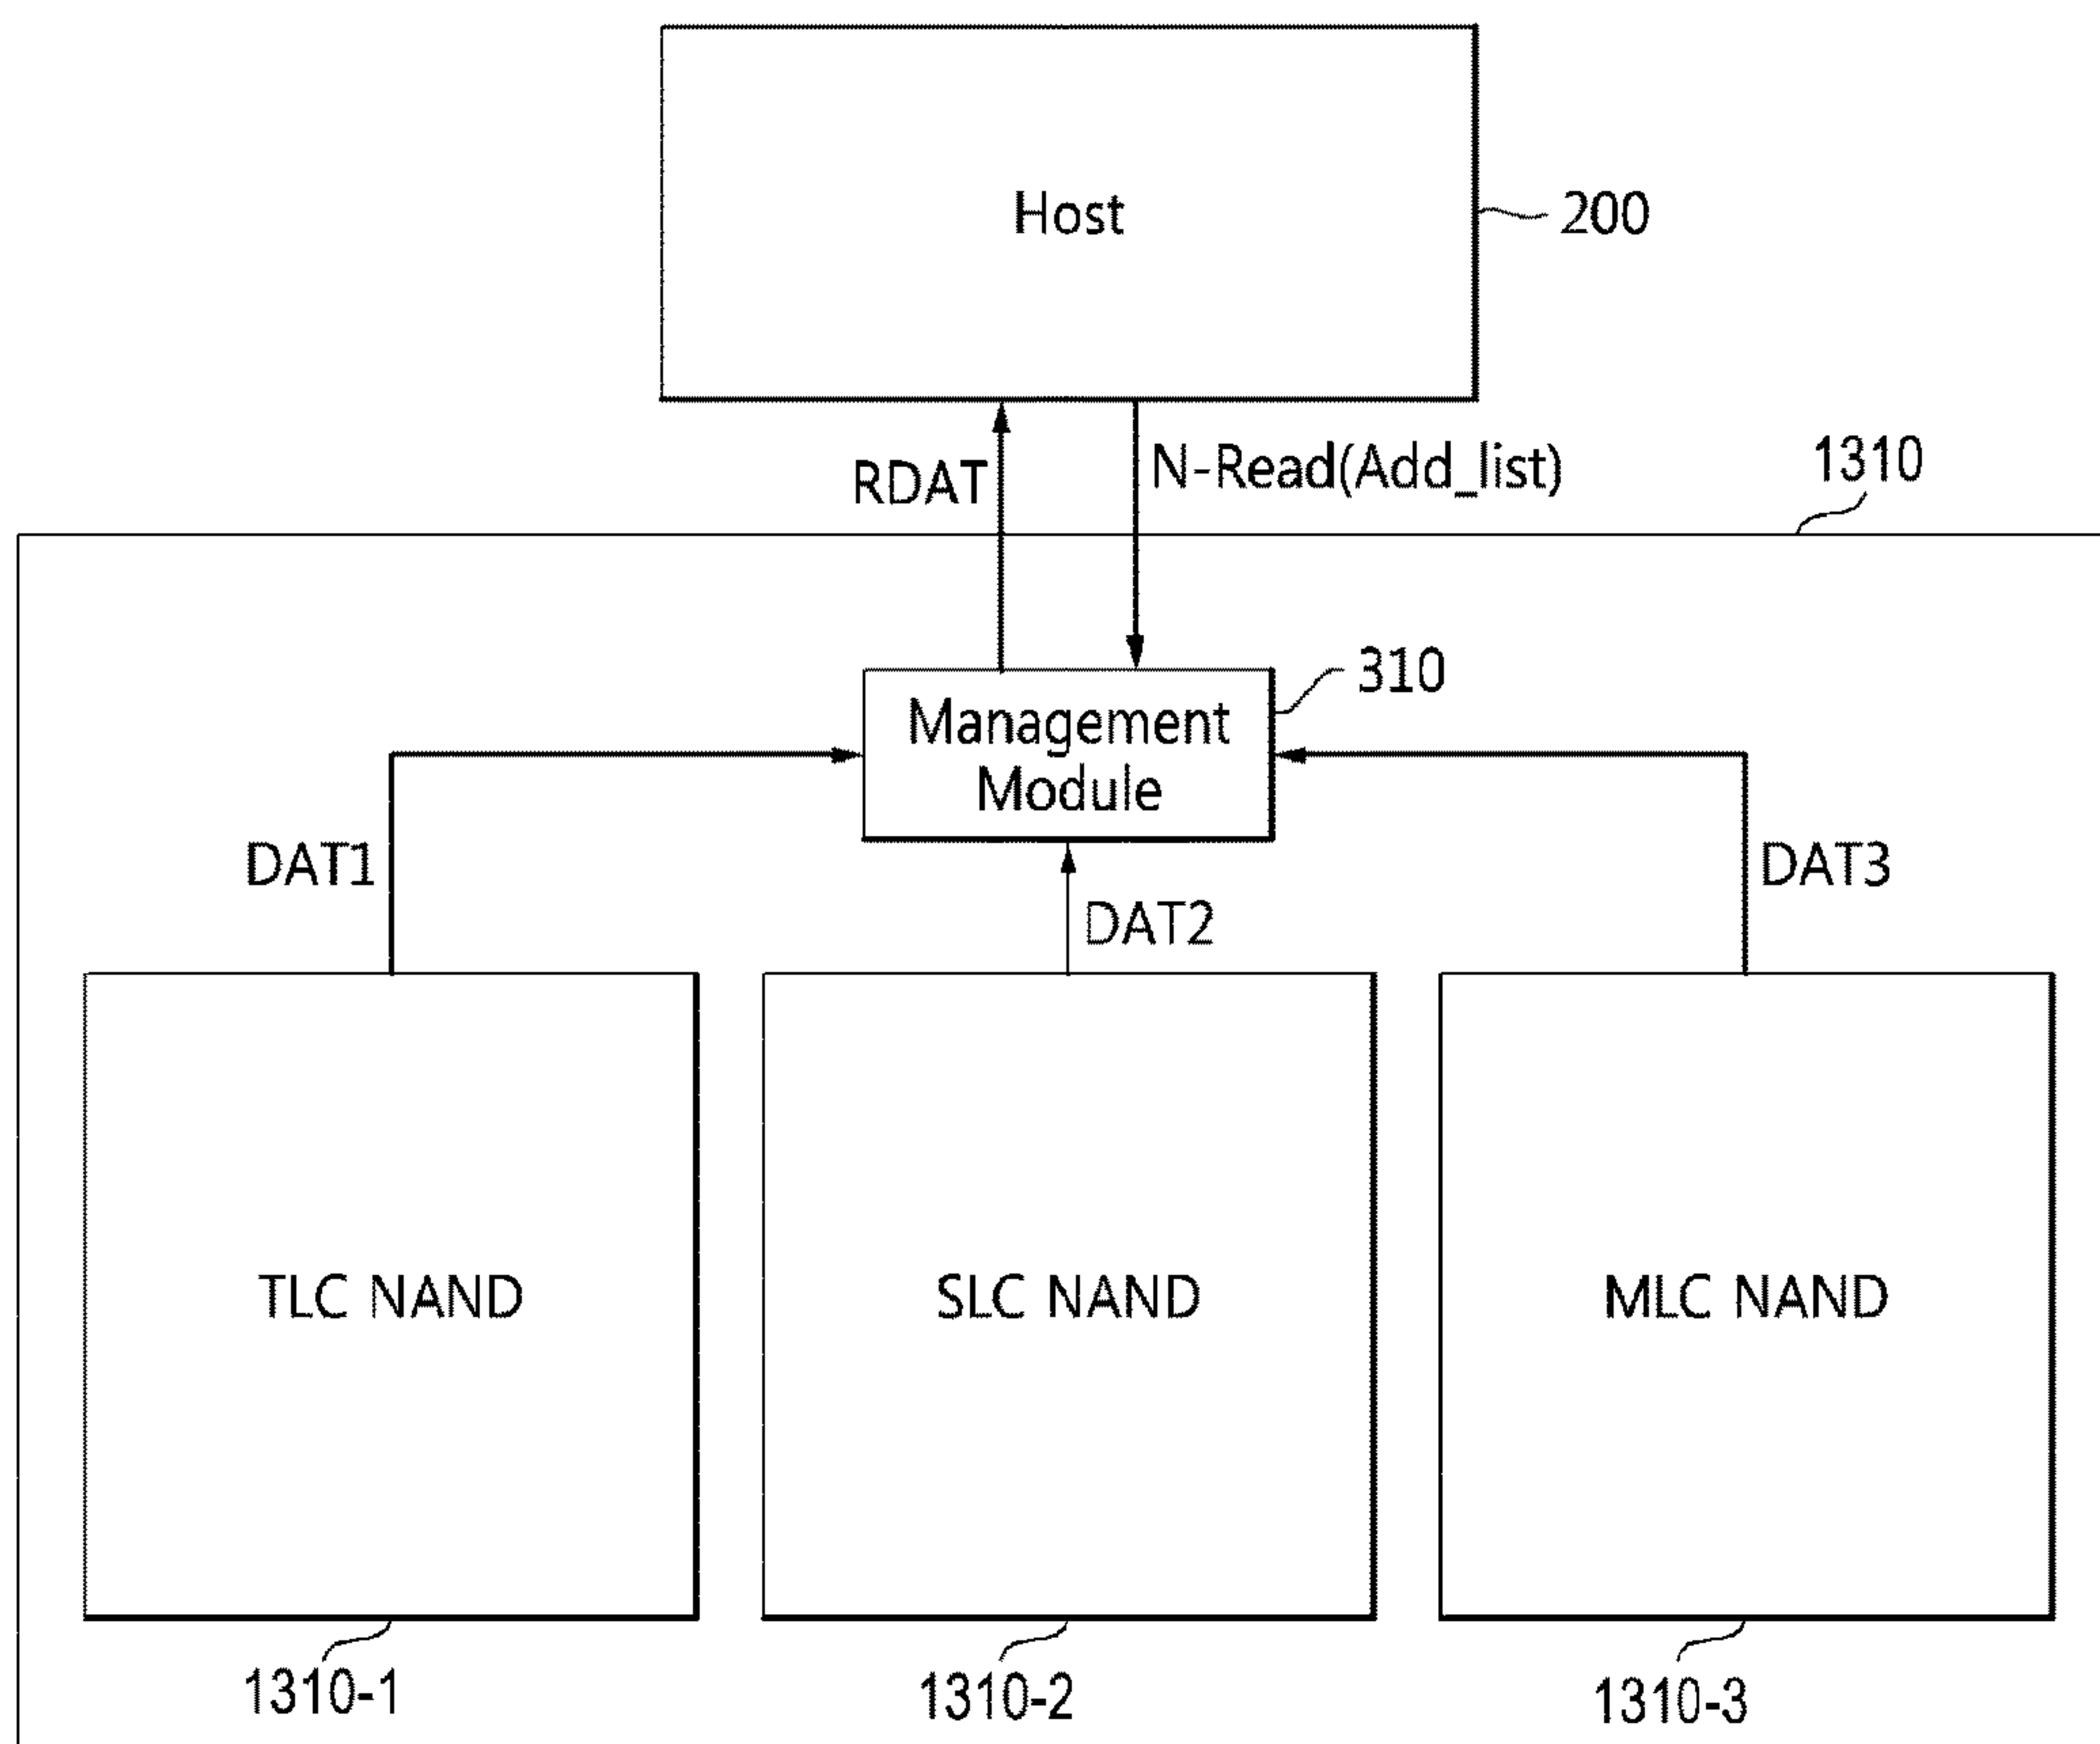 Host
200
RDAT
N-Read(Add_list)
1310
310
Management
Module
DAT1
DAT2
DAT3
TLC NAND
SLC NAND
MLC NAND
1310-1
1310-2
1310-3